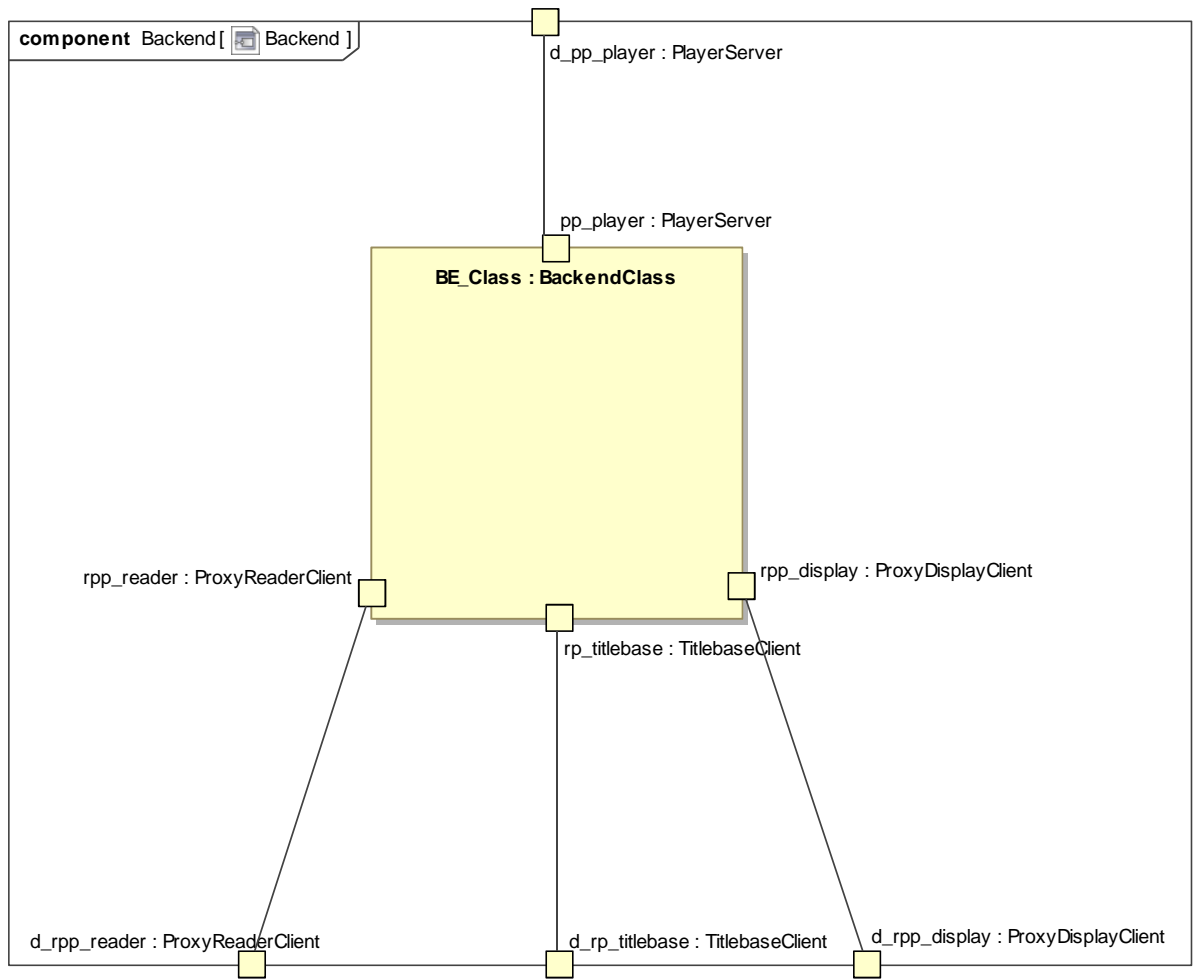 component Backend[ Backend ]
d_pp_player : PlayerServer
pp_player : PlayerServer
BE_Class : BackendClass
rpp_reader : ProxyReaderClient
rpp_display : ProxyDisplayClient
rp_titlebase : TitlebaseClient
d_rpp_reader : ProxyReaderClient
d_rp_titlebase : TitlebaseClient
d_rpp_display : ProxyDisplayClient